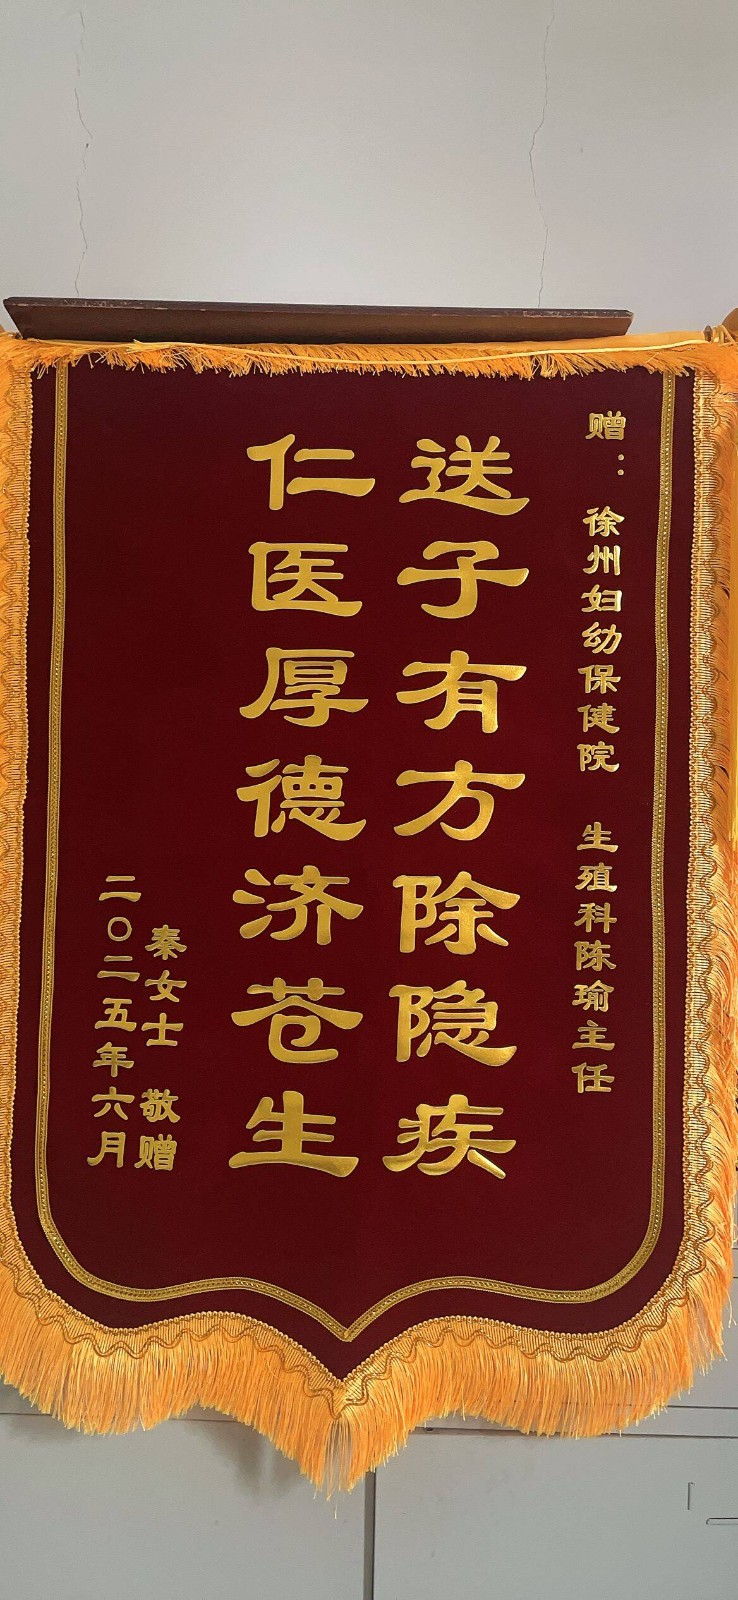 赠：徐州妇幼保健院 生殖科陈瑜主任
送子有方除隐疾
仁医厚德济苍生
秦女士 敬赠
二〇二五年六月